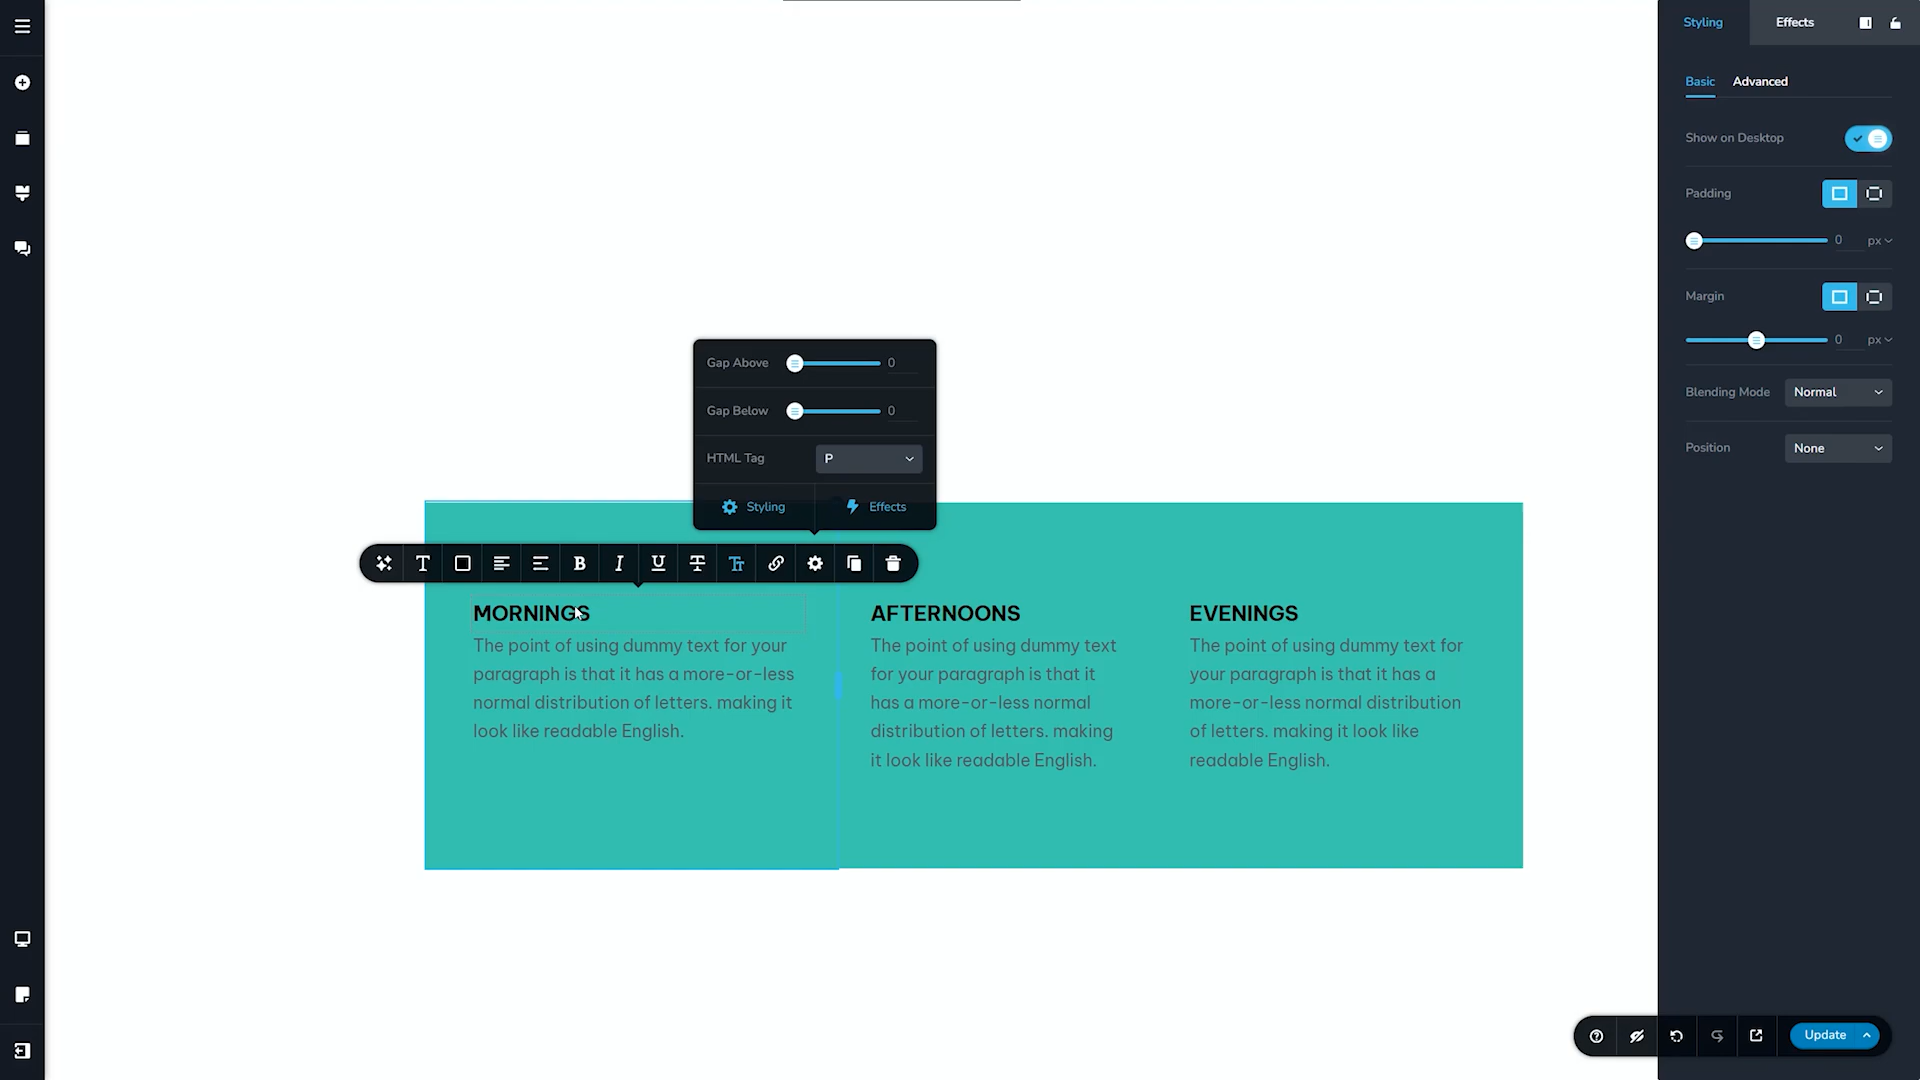 Styling
Effects
Basic
Advanced
Show on Desktop
Padding
0 px
Margin
0 px
Blending Mode
Normal
Position
None
Gap Above
0
Gap Below
0
HTML Tag
P
Styling
Effects
MORNINGS
The point of using dummy text for your
paragraph is that it has a more-or-less
normal distribution of letters. making it
look like readable English.
AFTERNOONS
The point of using dummy text
for your paragraph is that it
has a more-or-less normal
distribution of letters. making
it look like readable English.
EVENINGS
The point of using dummy text for
your paragraph is that it has a
more-or-less normal distribution
of letters. making it look like
readable English.
Update